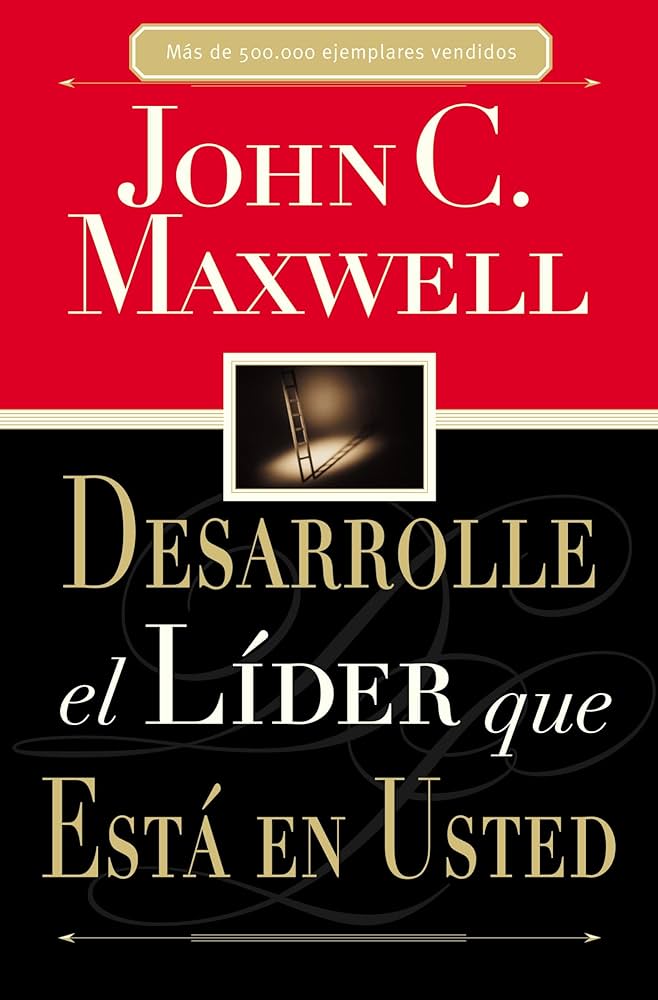 Más de 500.000 ejemplares vendidos
JOHN C.
MAXWELL
DESARROLLE
el LÍDER que
ESTÁ EN USTED